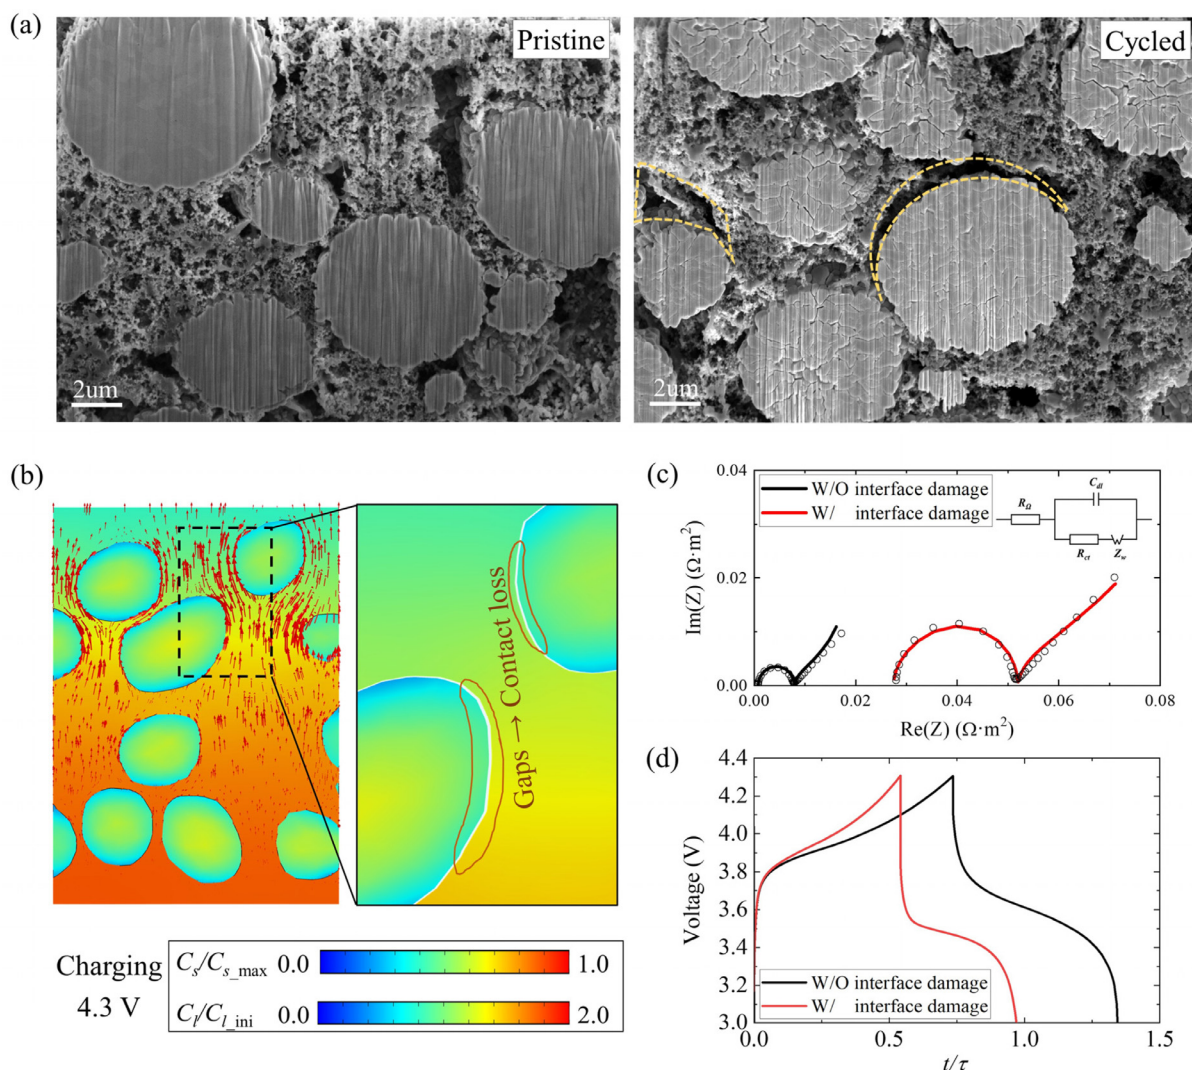 (a)
Pristine
Cycled
2um
2um
(b)
Gaps → Contact loss
Charging
4.3 V
C_s/C_s_max 0.0 1.0
C_l/C_l_ini 0.0 2.0
(c)
W/O interface damage
W/ interface damage
R_Ω
C_dl
R_ct
Z_w
Im(Z) (Ω·m²)
0.04
0.02
0.00
0.00 0.02 0.04 0.06 0.08
Re(Z) (Ω·m²)
(d)
Voltage (V)
4.4
4.2
4.0
3.8
3.6
3.4
3.2
3.0
W/O interface damage
W/ interface damage
0.0 0.5 1.0 1.5
t/τ